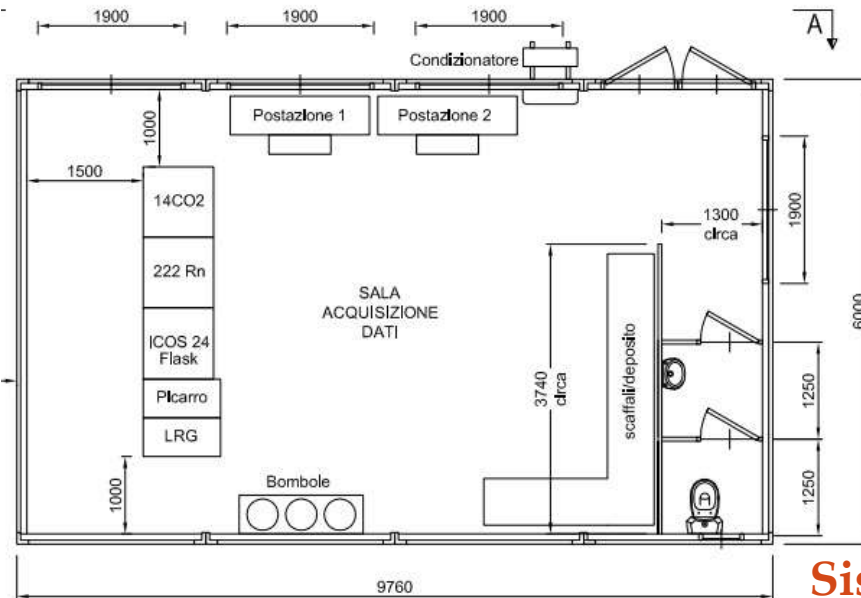 1900
1900
1900
A
Condizionatore
Postazione 1
Postazione 2
1000
1500
14CO2
222 Rn
ICOS 24
Flask
Picarro
LRG
1000
SALA
ACQUISIZIONE
DATI
1300
circa
1900
6000
3740
circa
scaffali/deposito
1250
1250
Bombole
9760
Sis